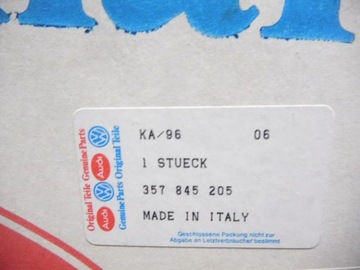 KA/96 06
1 STUECK
357 845 205
MADE IN ITALY
Geschlossene Packung nicht zur
Abgabe an Letztverbraucher bestimmt
Original Teile Genuine Parts
Audi
Genuine Parts Original Teile